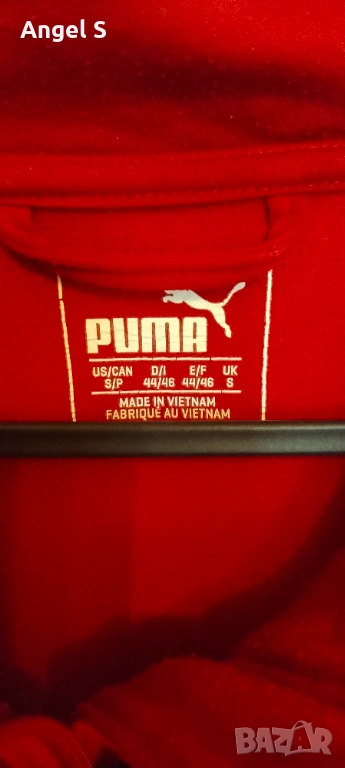 Angel S
PUMA
US/CAN D/I E/F UK
S/P 44/46 44/46 S
MADE IN VIETNAM
FABRIQUÉ AU VIETNAM
BAZAR